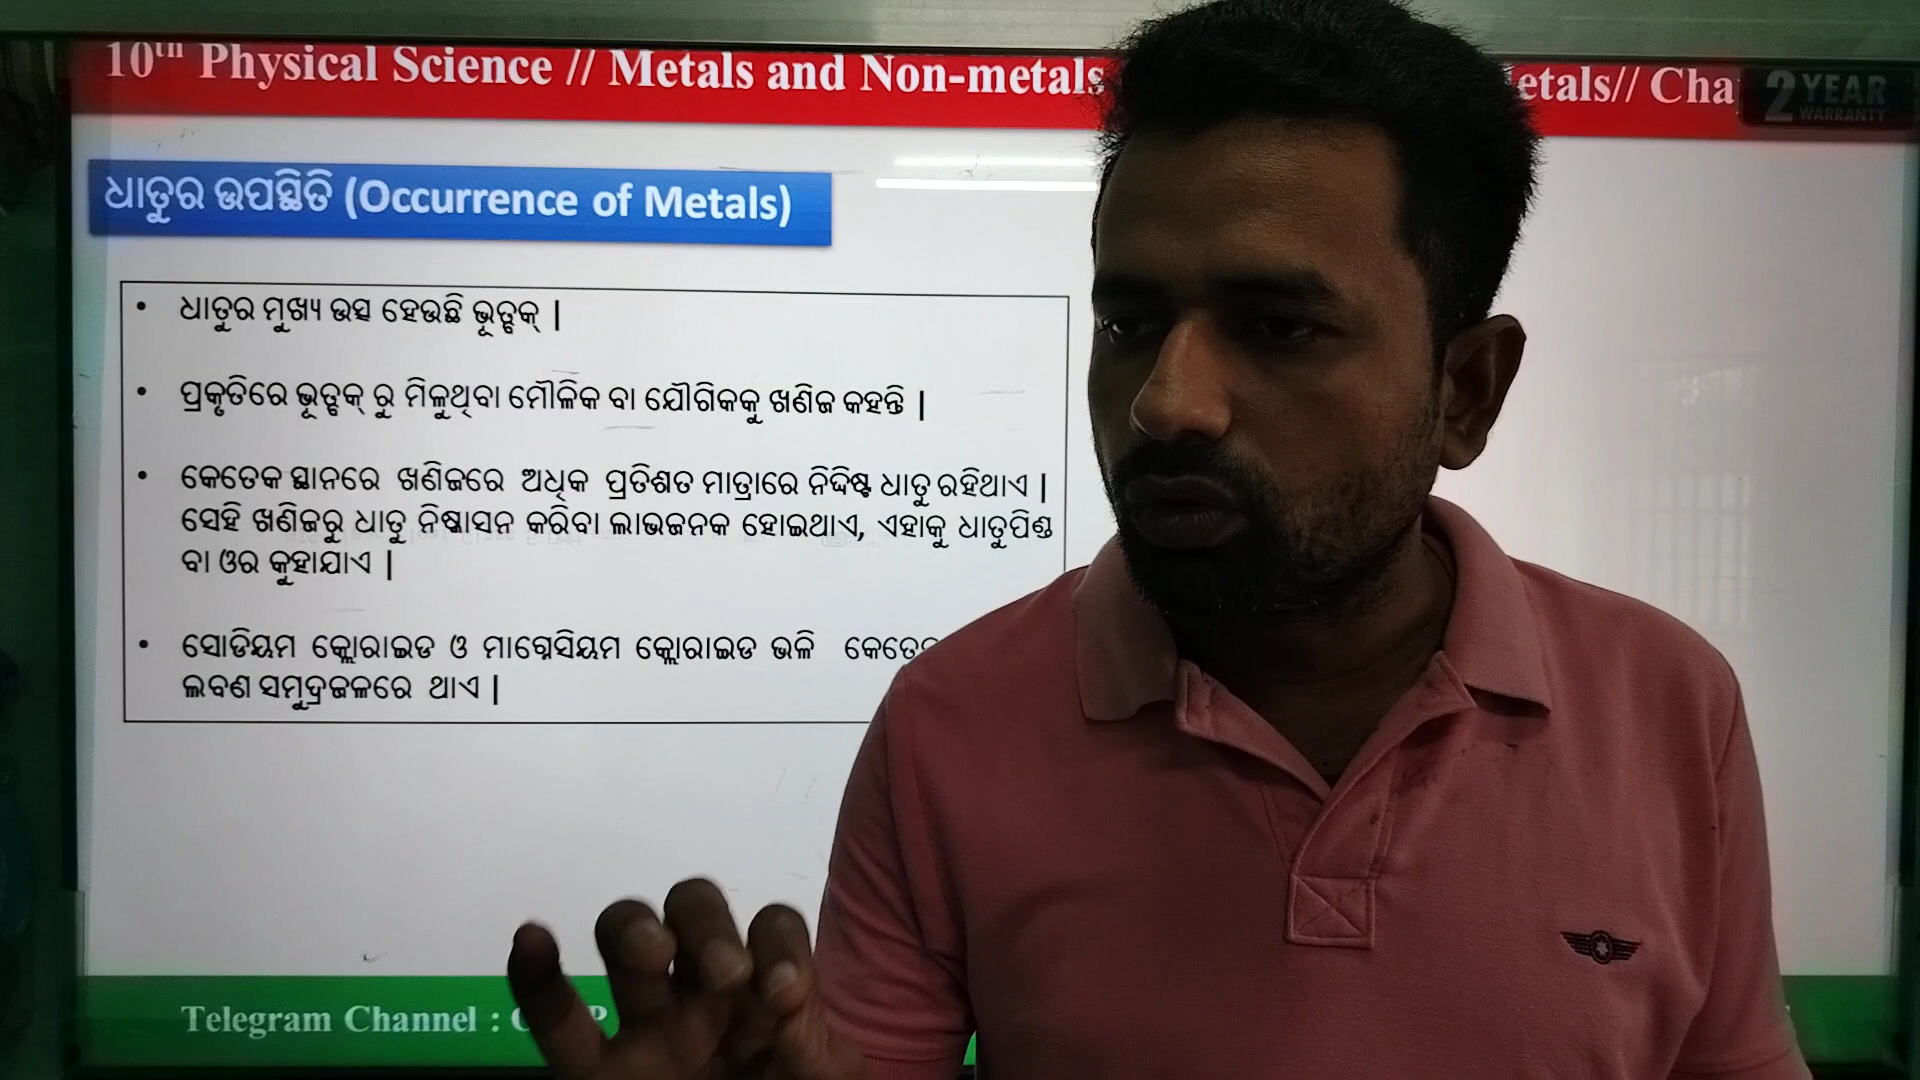 10th Physical Science // Metals and Non-metals etals// Cha
2 YEAR
WARRANTY
ଧାତୁର ଉପସ୍ଥିତି (Occurrence of Metals)
• ଧାତୁର ମୁଖ୍ୟ ଉତ୍ସ ହେଉଛି ଭୂତ୍ବକ୍ |
• ପ୍ରକୃତିରେ ଭୂତ୍ବକ୍ ରୁ ମିଳୁଥିବା ମୌଳିକ ବା ଯୌଗିକକୁ ଖଣିଜ କହନ୍ତି |
• କେତେକ ସ୍ଥାନରେ ଖଣିଜରେ ଅଧିକ ପ୍ରତିଶତ ମାତ୍ରାରେ ନିଦ୍ଦିଷ୍ଟ ଧାତୁ ରହିଥାଏ |
ସେହି ଖଣିଜରୁ ଧାତୁ ନିଷ୍କାସନ କରିବା ଲାଭଜନକ ହୋଇଥାଏ, ଏହାକୁ ଧାତୁପିଣ୍ଡ
ବା ଓର କୁହାଯାଏ |
• ସୋଡିୟମ କ୍ଲୋରାଇଡ ଓ ମାଗ୍ନେସିୟମ କ୍ଲୋରାଇଡ ଭଳି
ଲବଣ ସମୁଦ୍ରଜଳରେ ଥାଏ |
Telegram Channel :